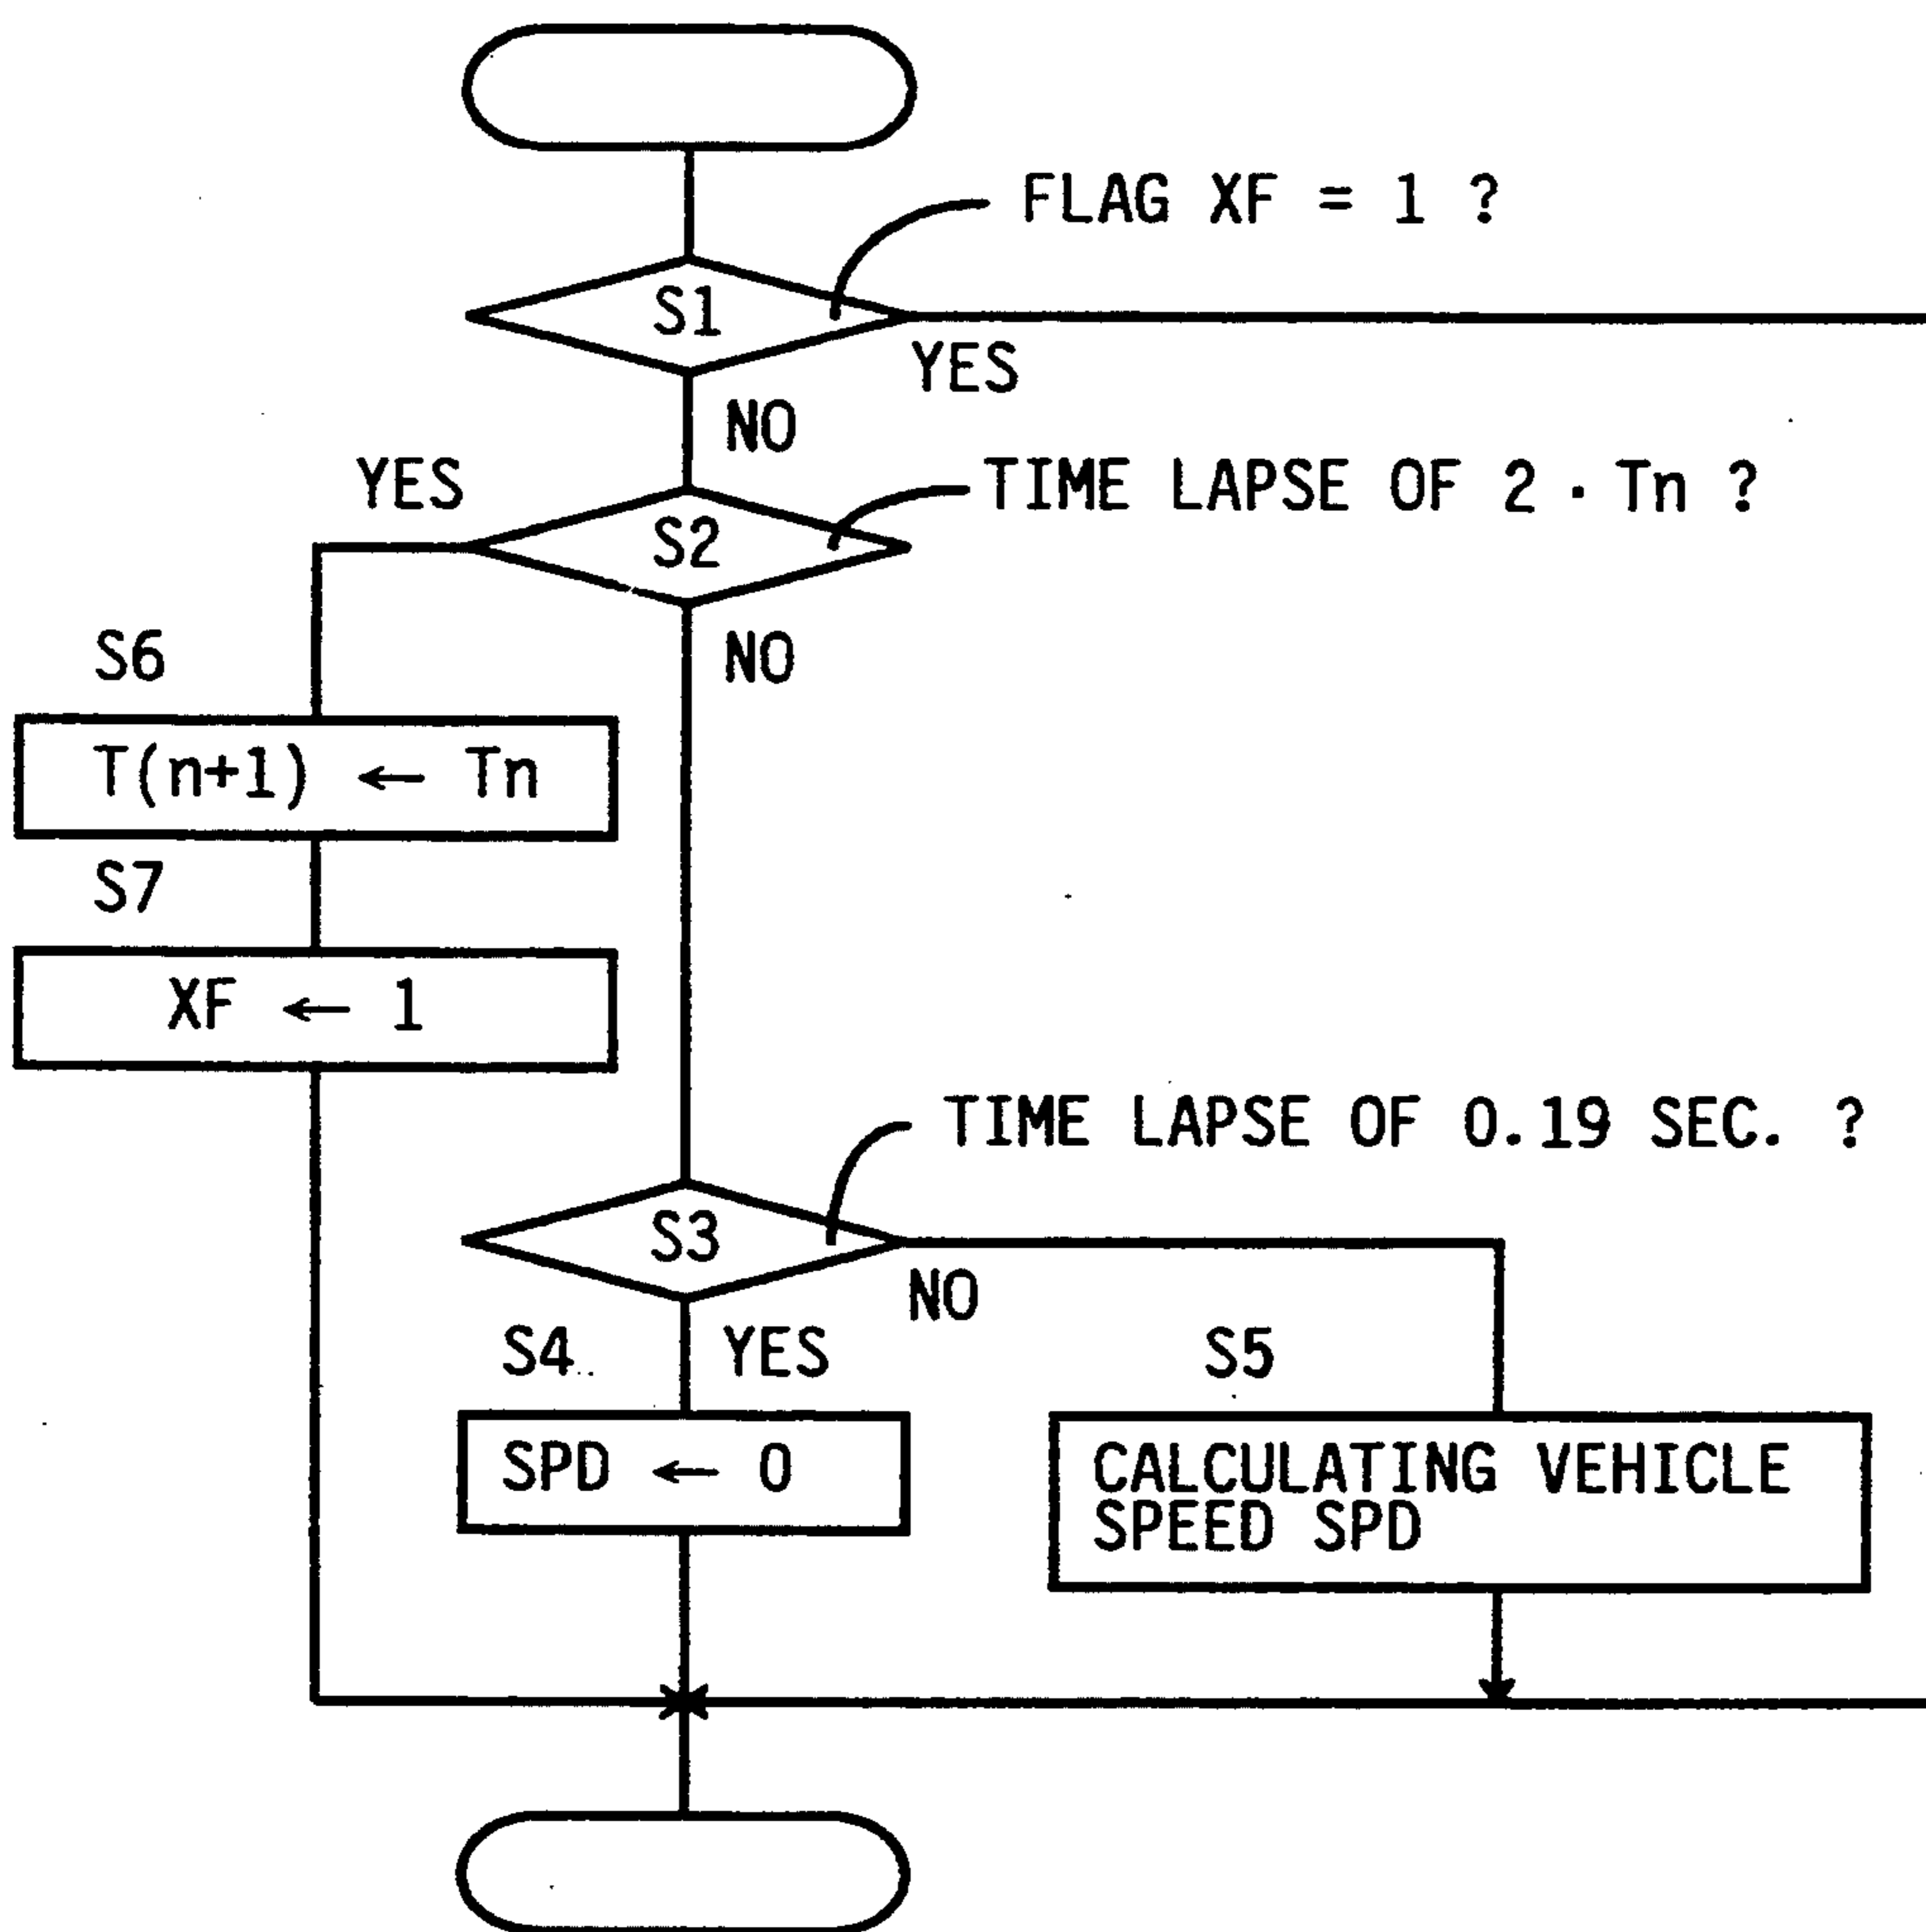 FLAG XF = 1 ?
S1
YES
NO
YES
TIME LAPSE OF 2 · Tn ?
S2
NO
S6
T(n+1) ← Tn
S7
XF ← 1
TIME LAPSE OF 0.19 SEC. ?
S3
NO
S4
YES
S5
SPD ← 0
CALCULATING VEHICLE
SPEED SPD